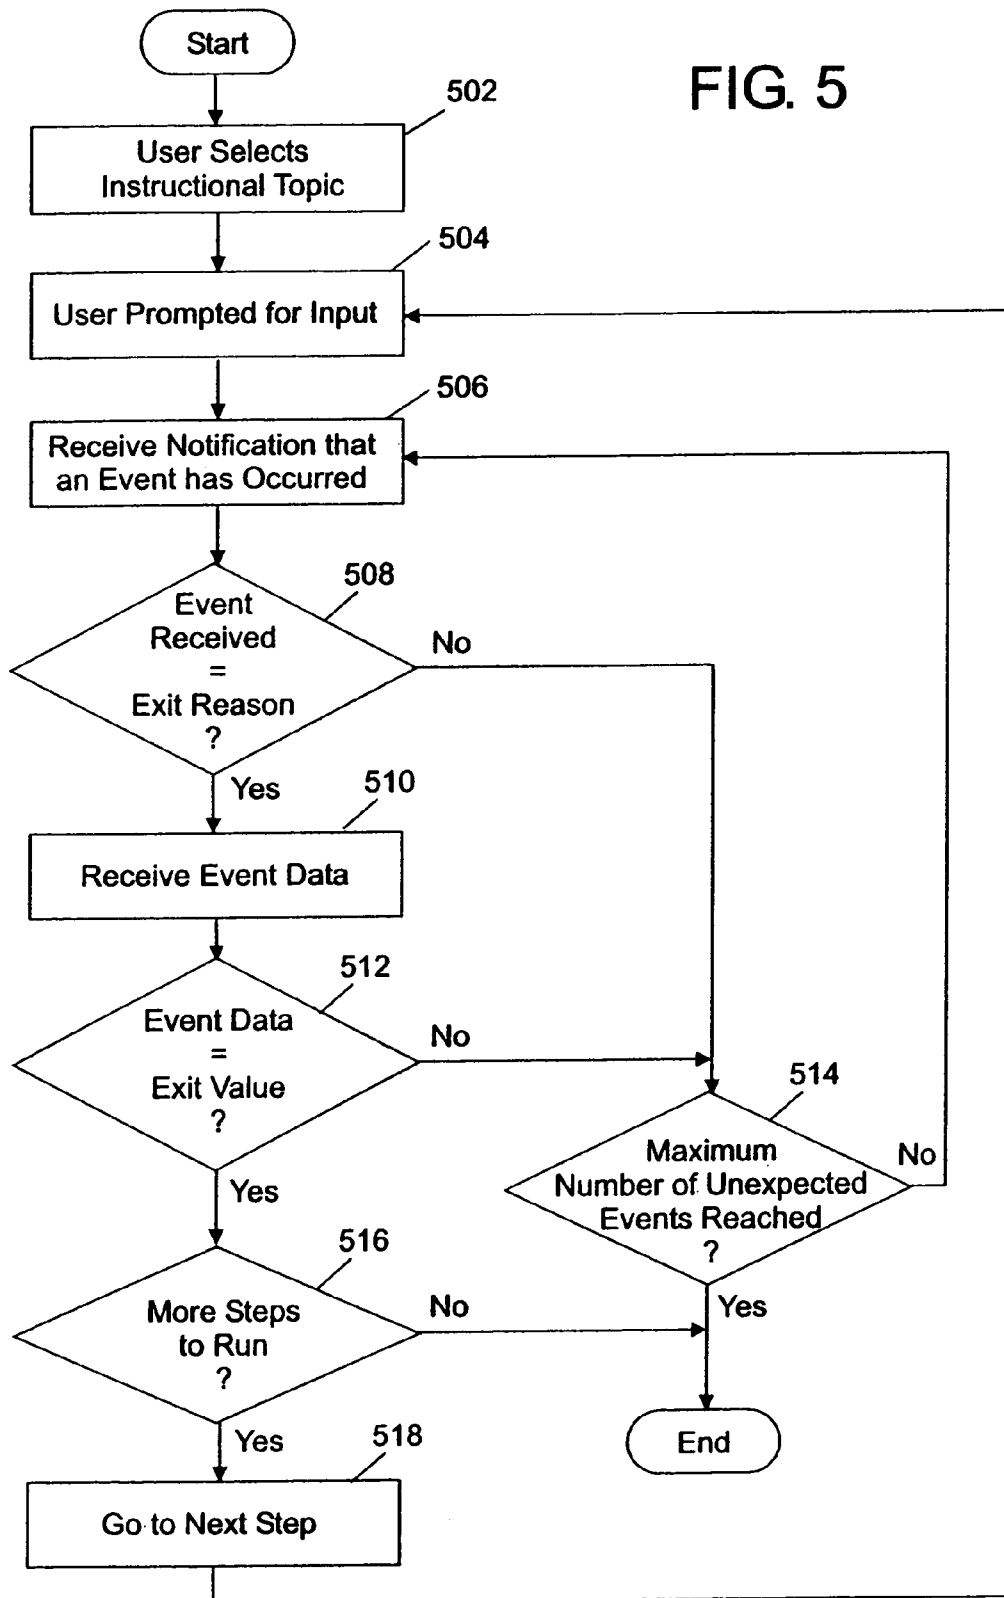 Start
FIG. 5
502
User Selects
Instructional Topic
504
User Prompted for Input
506
Receive Notification that
an Event has Occurred
508
Event
Received
=
Exit Reason
?
No
Yes
510
Receive Event Data
512
Event Data
=
Exit Value
?
No
514
Maximum
Number of Unexpected
Events Reached
?
No
Yes
Yes
516
More Steps
to Run
?
No
Yes
End
518
Go to Next Step